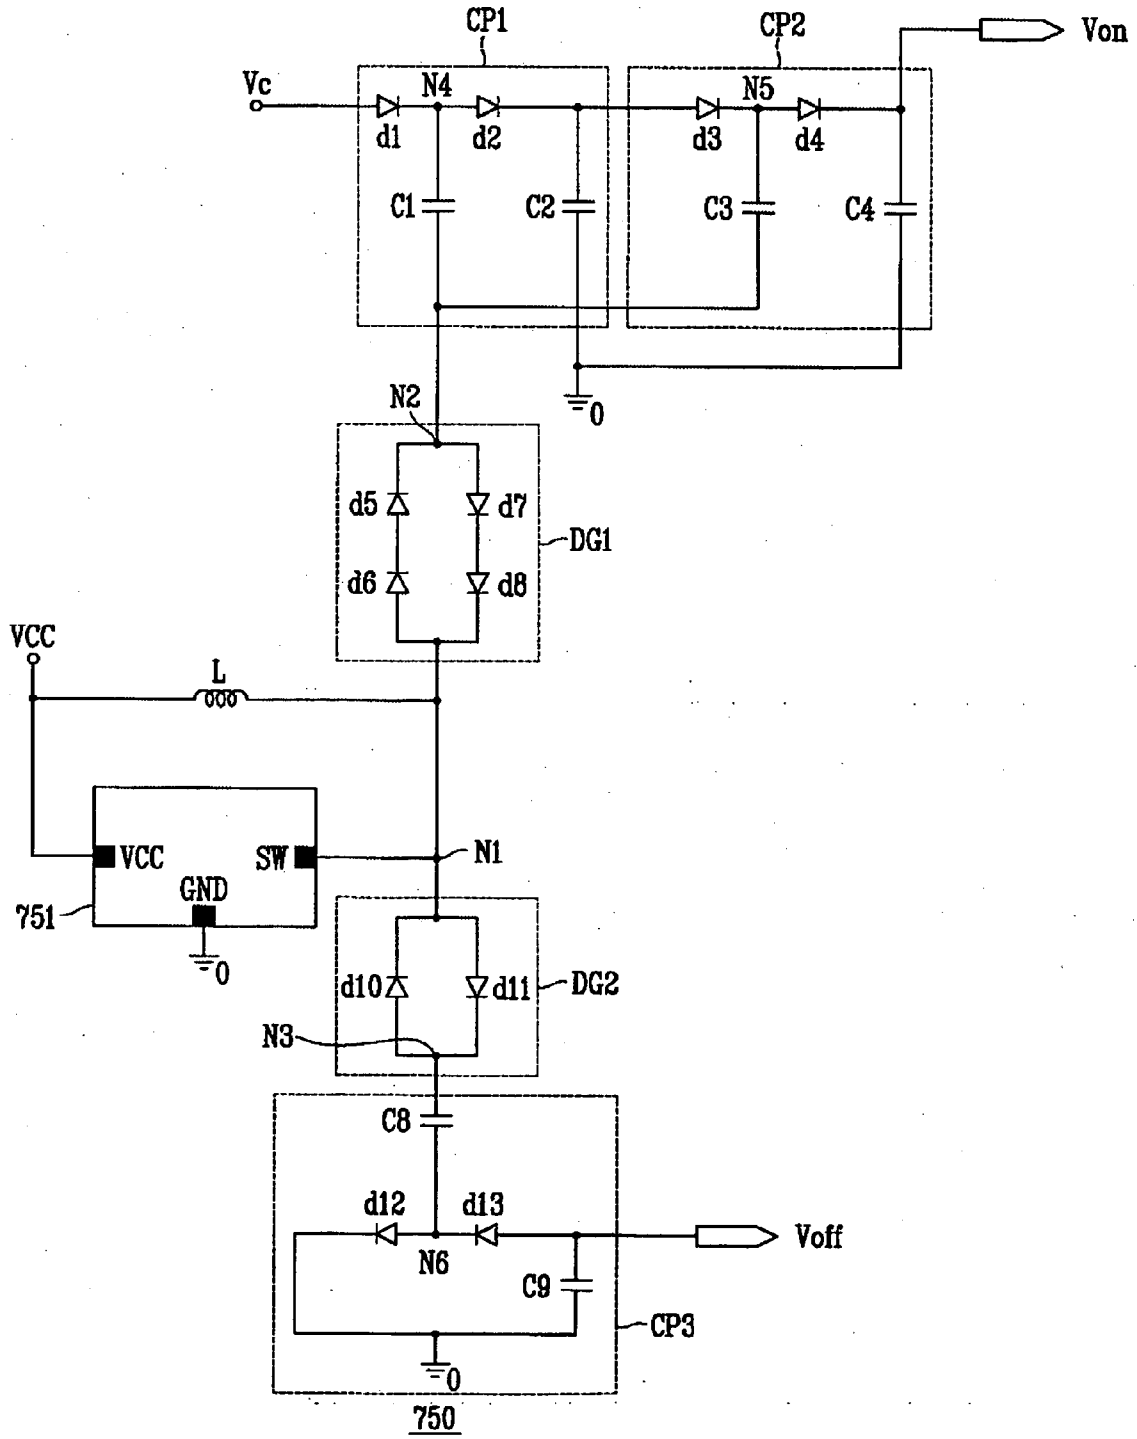 CP1
CP2
Von
Vc
N4
N5
d1
d2
d3
d4
C1
C2
C3
C4
0
N2
d5
d7
DG1
d6
d8
VCC
L
VCC
SW
N1
GND
751
0
d10
d11
DG2
N3
C8
d12
d13
Voff
N6
C9
CP3
0
750